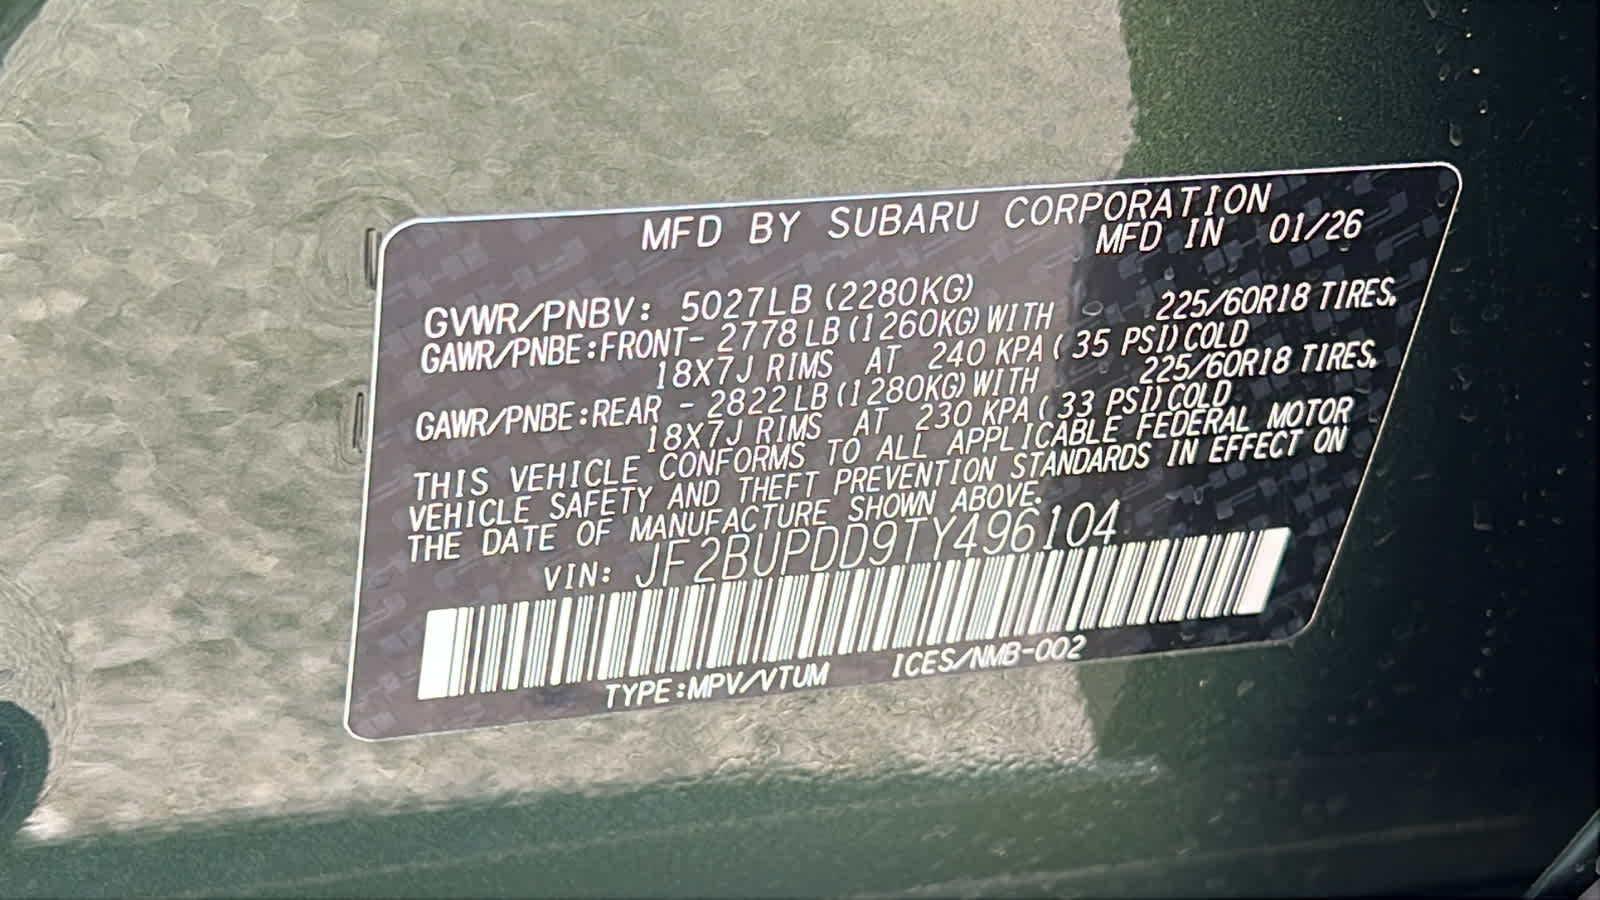 MFD BY SUBARU CORPORATION
MFD IN 01/26
GVWR/PNBV: 5027LB (2280KG)
GAWR/PNBE:FRONT- 2778 LB (1260KG) WITH 225/60R18 TIRES,
18X7J RIMS AT 240 KPA ( 35 PSI) COLD
GAWR/PNBE:REAR - 2822 LB (1280KG) WITH 225/60R18 TIRES,
18X7J RIMS AT 230 KPA ( 33 PSI) COLD
THIS VEHICLE CONFORMS TO ALL APPLICABLE FEDERAL MOTOR
VEHICLE SAFETY AND THEFT PREVENTION STANDARDS IN EFFECT ON
THE DATE OF MANUFACTURE SHOWN ABOVE.
VIN: JF2BUPDD9TY496104
TYPE:MPV/VTUM ICES/NMB-002